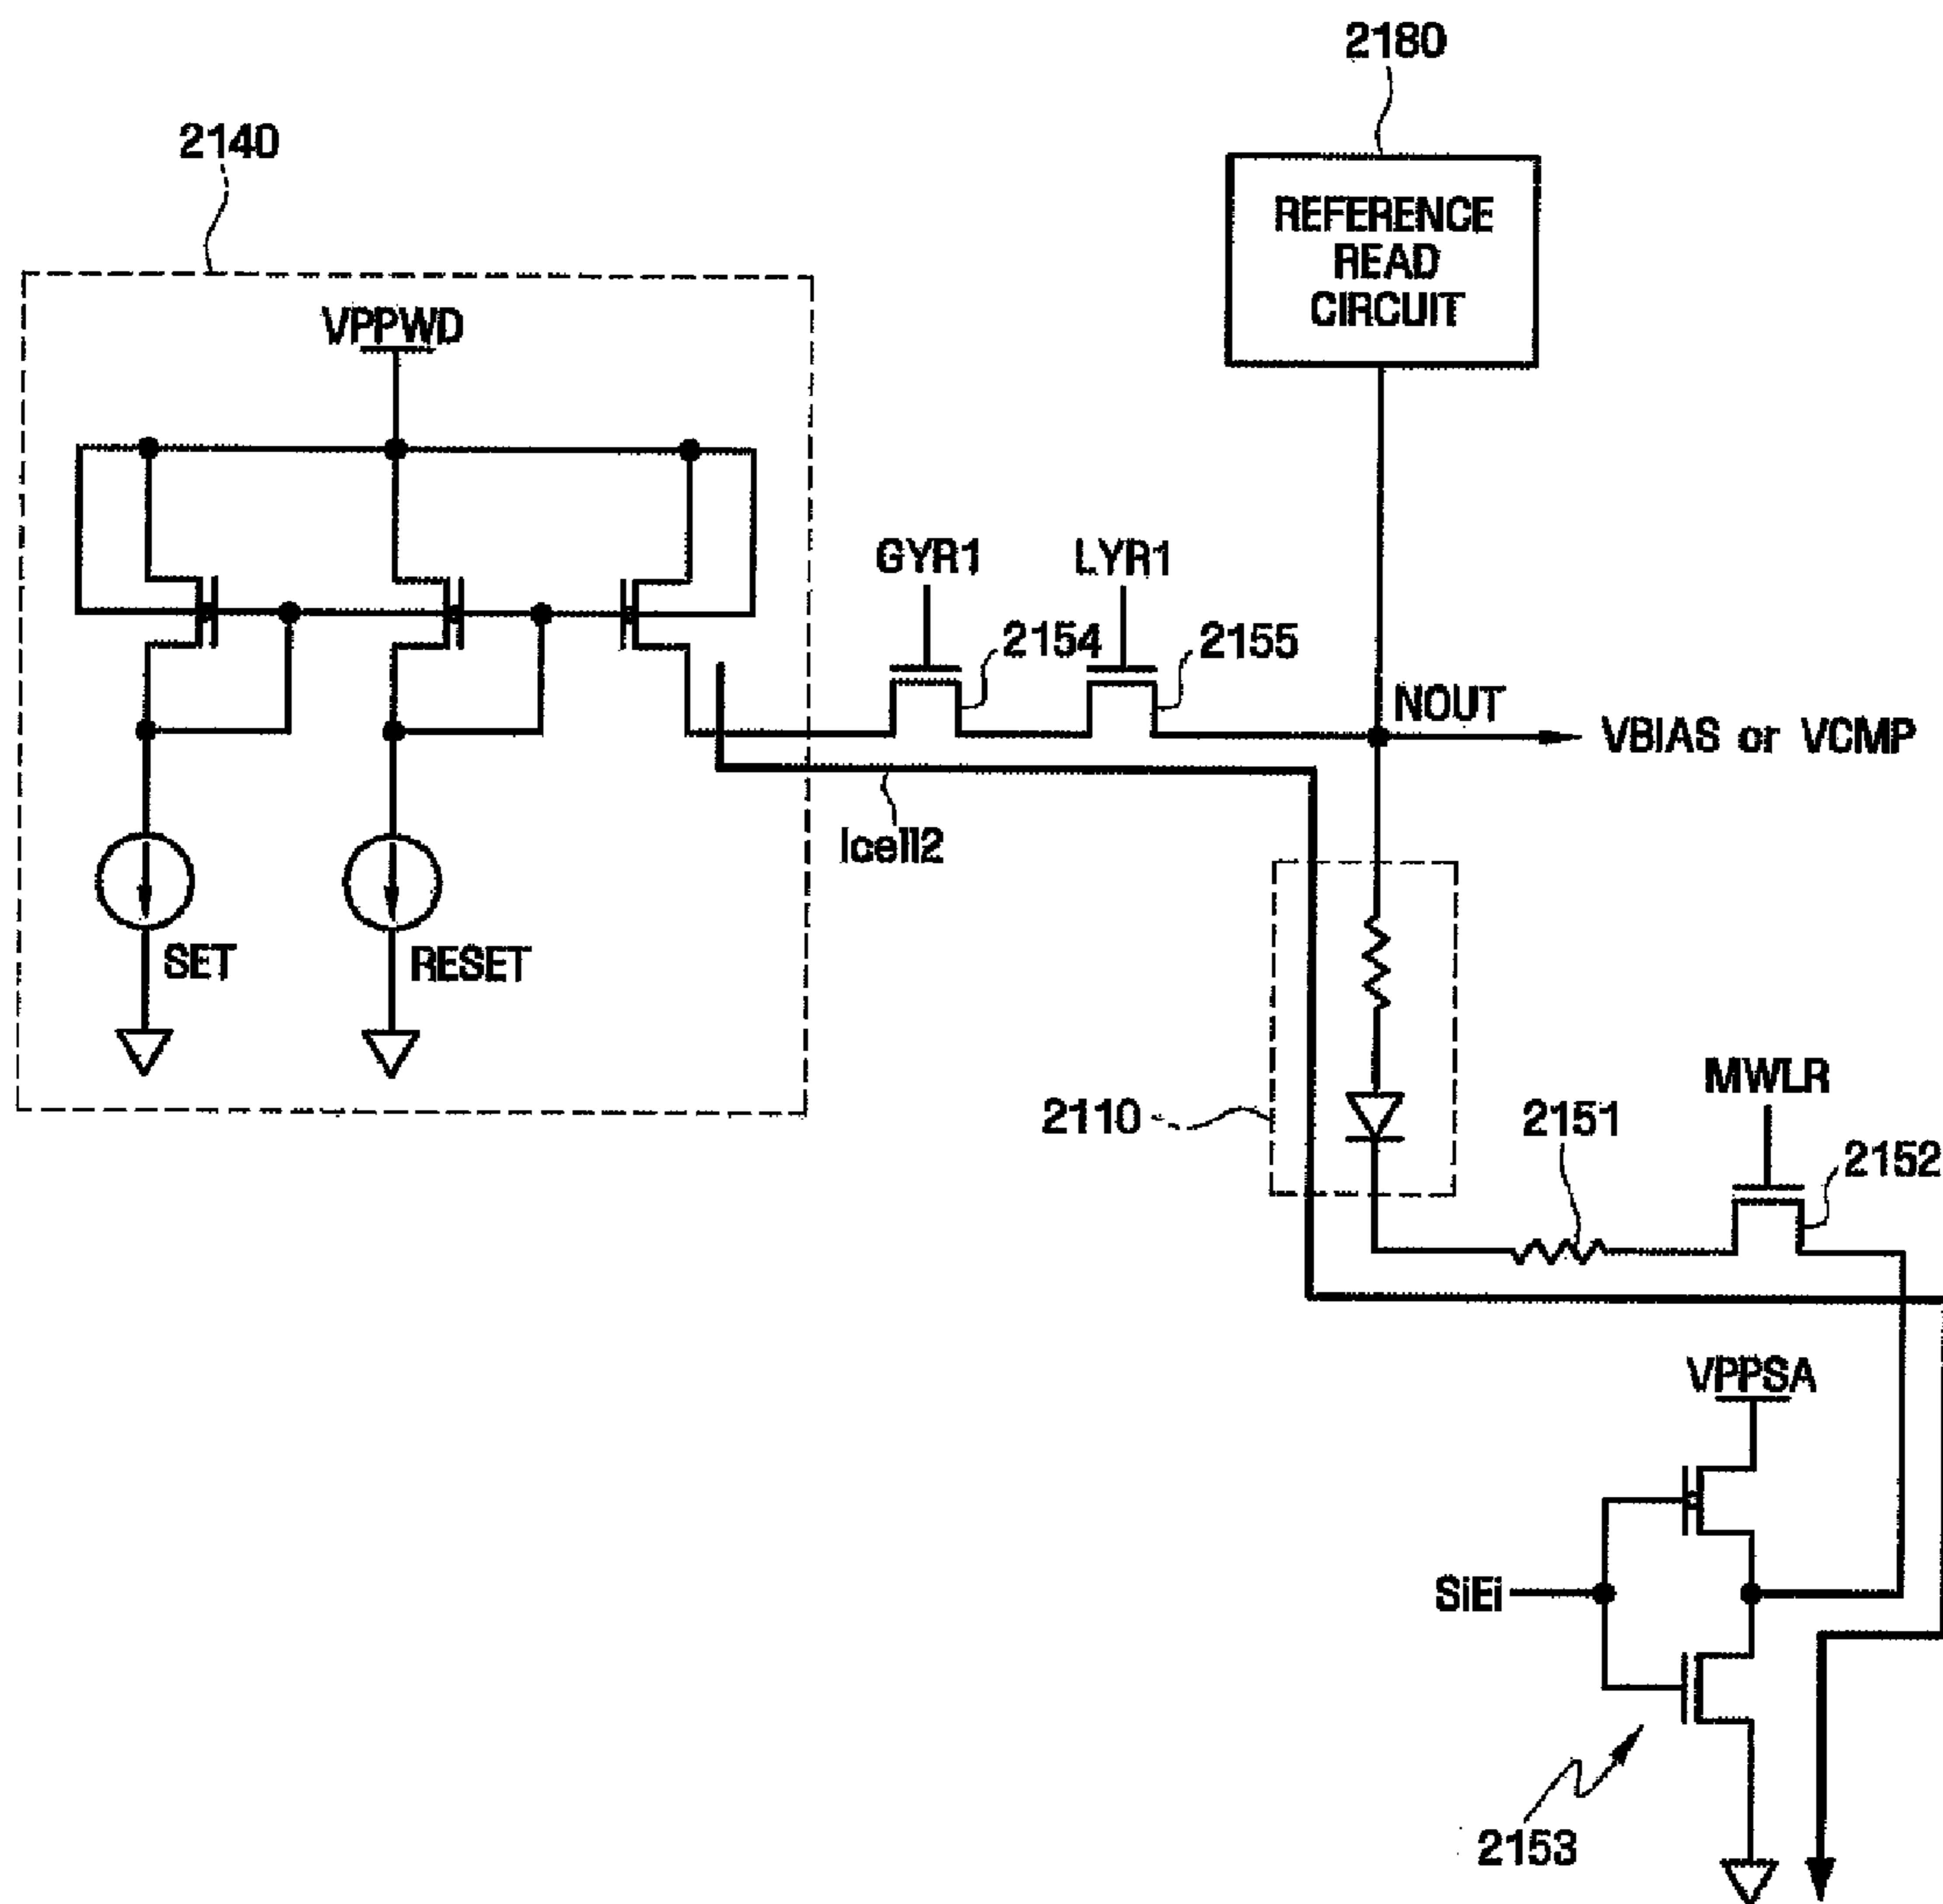 2180
2140
REFERENCE
READ
CIRCUIT
VPPWD
GYR1
LYR1
2154
2155
NOUT
VBIAS or VCMP
Icell2
SET
RESET
MWLR
2110
2151
2152
VPPSA
SiEi
2153